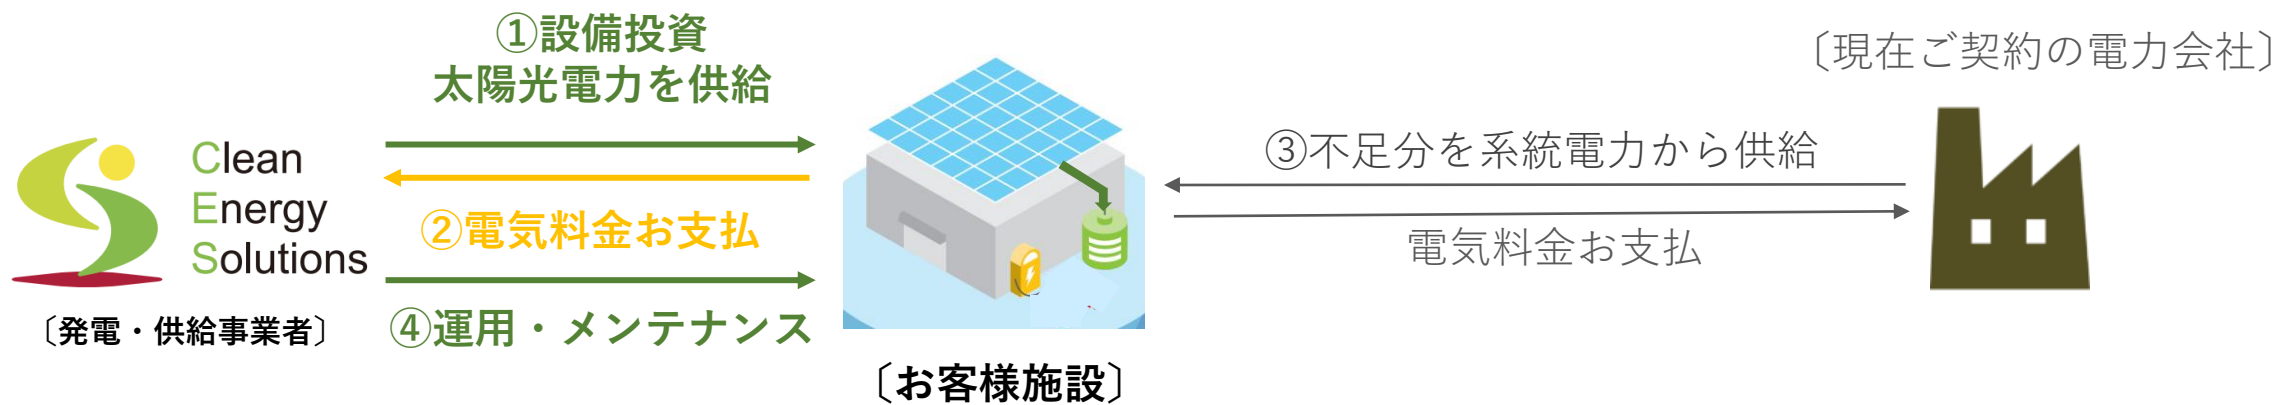 ①設備投資
太陽光電力を供給
〔現在ご契約の電力会社〕
Clean
Energy
Solutions
③不足分を系統電力から供給
②電気料金お支払
電気料金お支払
〔発電・供給事業者〕
④運用・メンテナンス
〔お客様施設〕